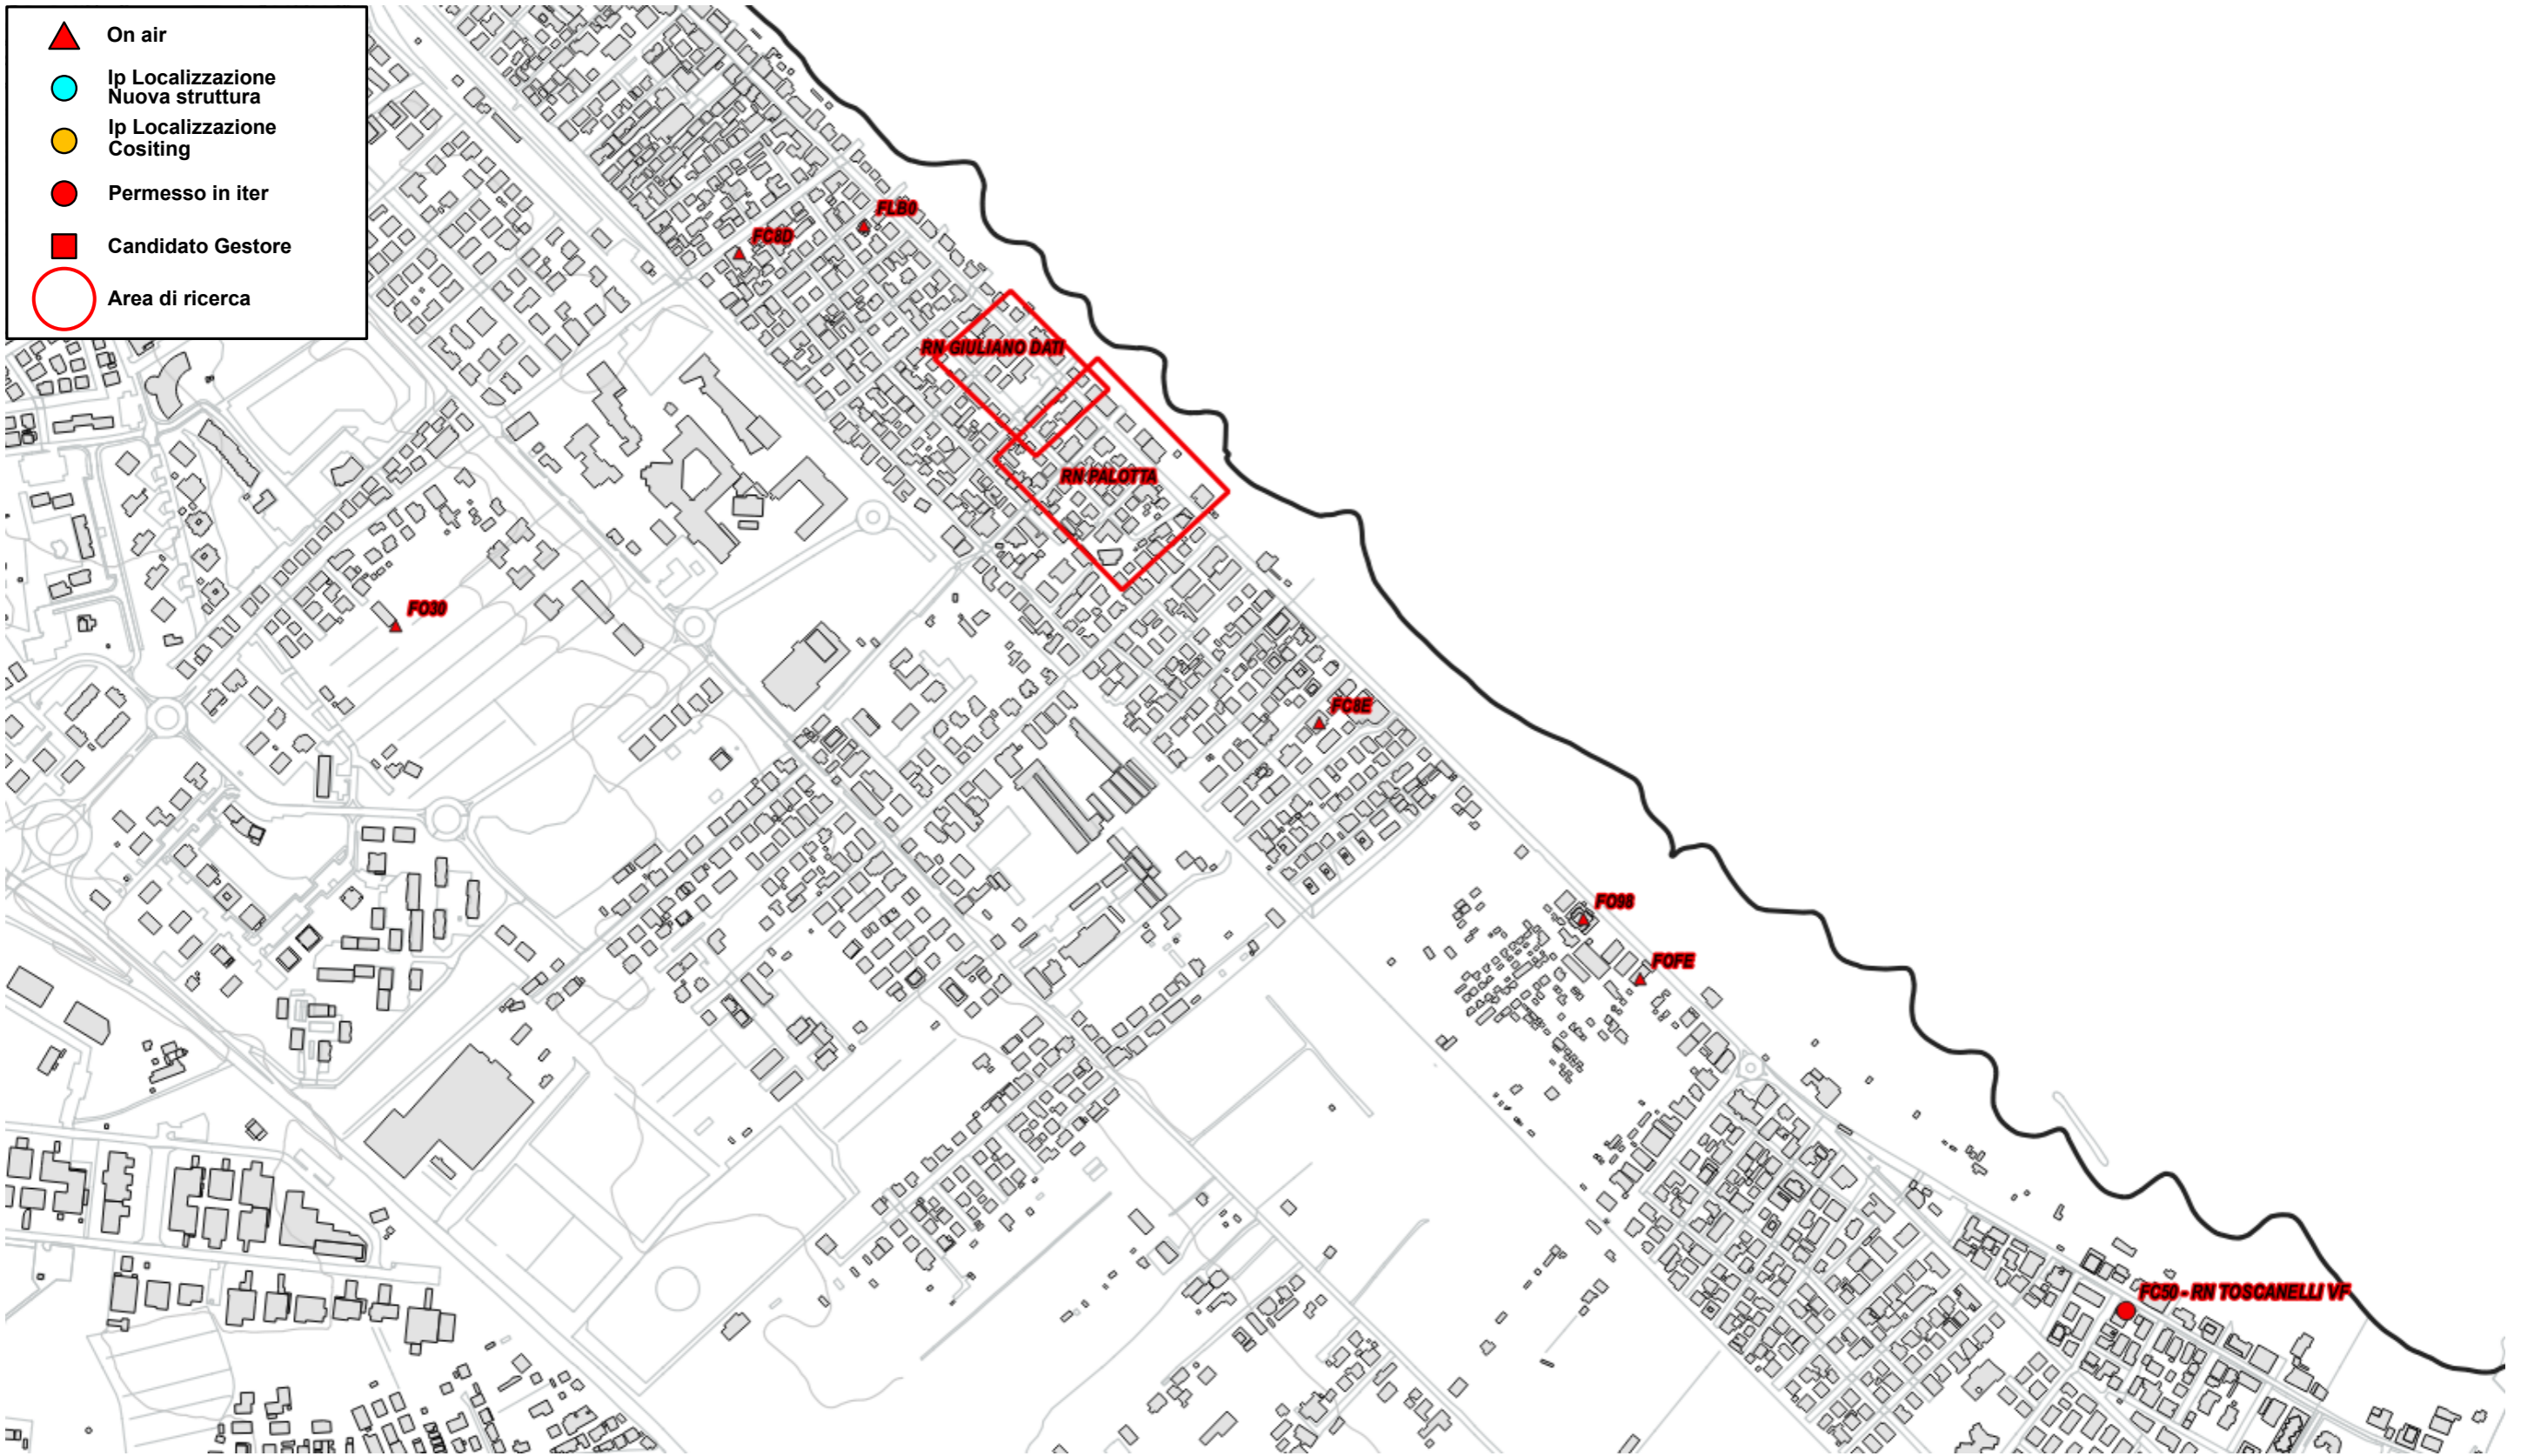 On air
Ip Localizzazione
Nuova struttura
Ip Localizzazione
Cositing
Permesso in iter
Candidato Gestore
Area di ricerca
FLB0
FC8D
RN GIULIANO DATI
RN PALOTTA
FO30
FC8E
FO98
FOFE
FC50 - RN TOSCANELLI VF